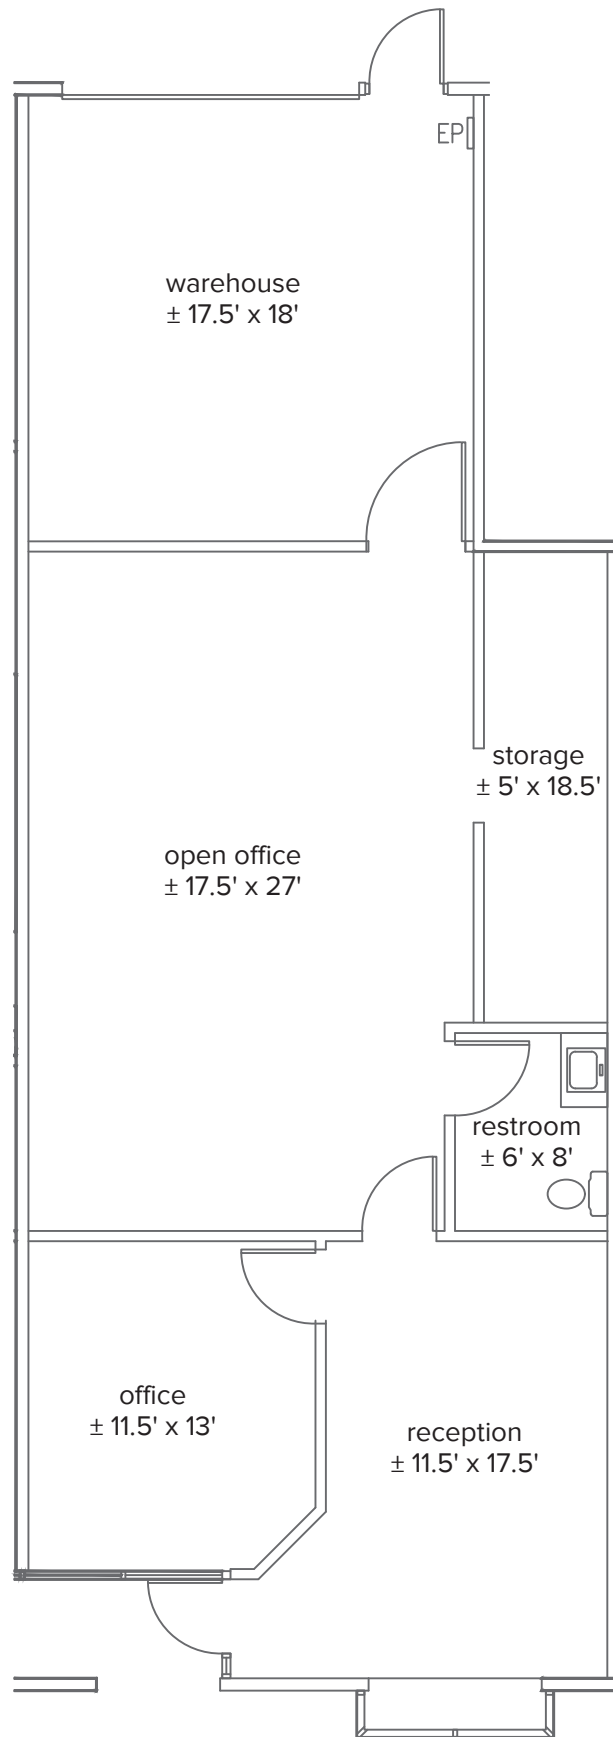 EP
warehouse
± 17.5' x 18'
storage
± 5' x 18.5'
open office
± 17.5' x 27'
restroom
± 6' x 8'
office
± 11.5' x 13'
reception
± 11.5' x 17.5'